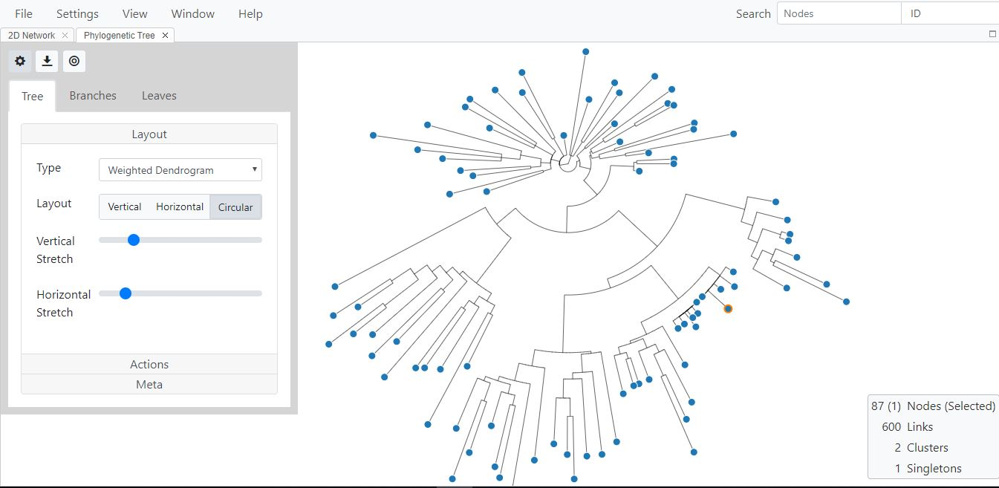 File Settings View Window Help Search Nodes ID
2D Network × Phylogenetic Tree ×
Tree Branches Leaves
Layout
Type Weighted Dendrogram
Layout Vertical Horizontal Circular
Vertical
Stretch
Horizontal
Stretch
Actions
Meta
87 (1) Nodes (Selected)
600 Links
2 Clusters
1 Singletons